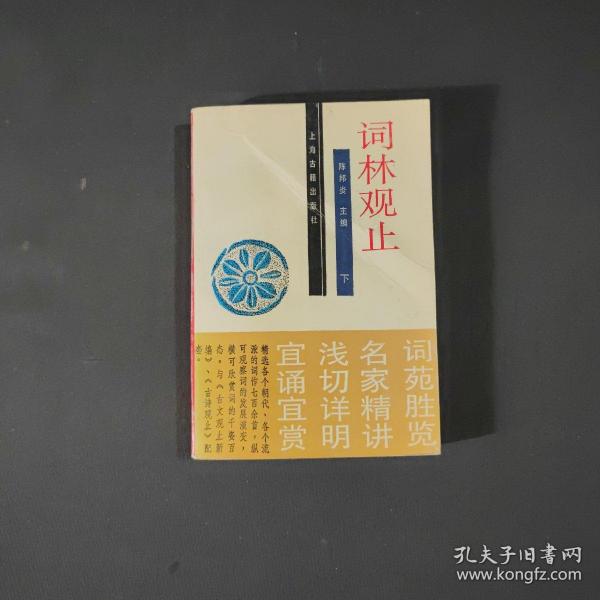 词林观止
陈邦炎 主编 下
上海古籍出版社
词苑胜览
名家精讲
浅切详明
宜诵宜赏
精选各个朝代、各个流
派的词作七百余首，纵
可观察词的发展演变，
横可欣赏词的千姿百
态，与《古文观止新
编》、《古诗观止》配
套。
孔夫子旧书网
www.kongfz.com